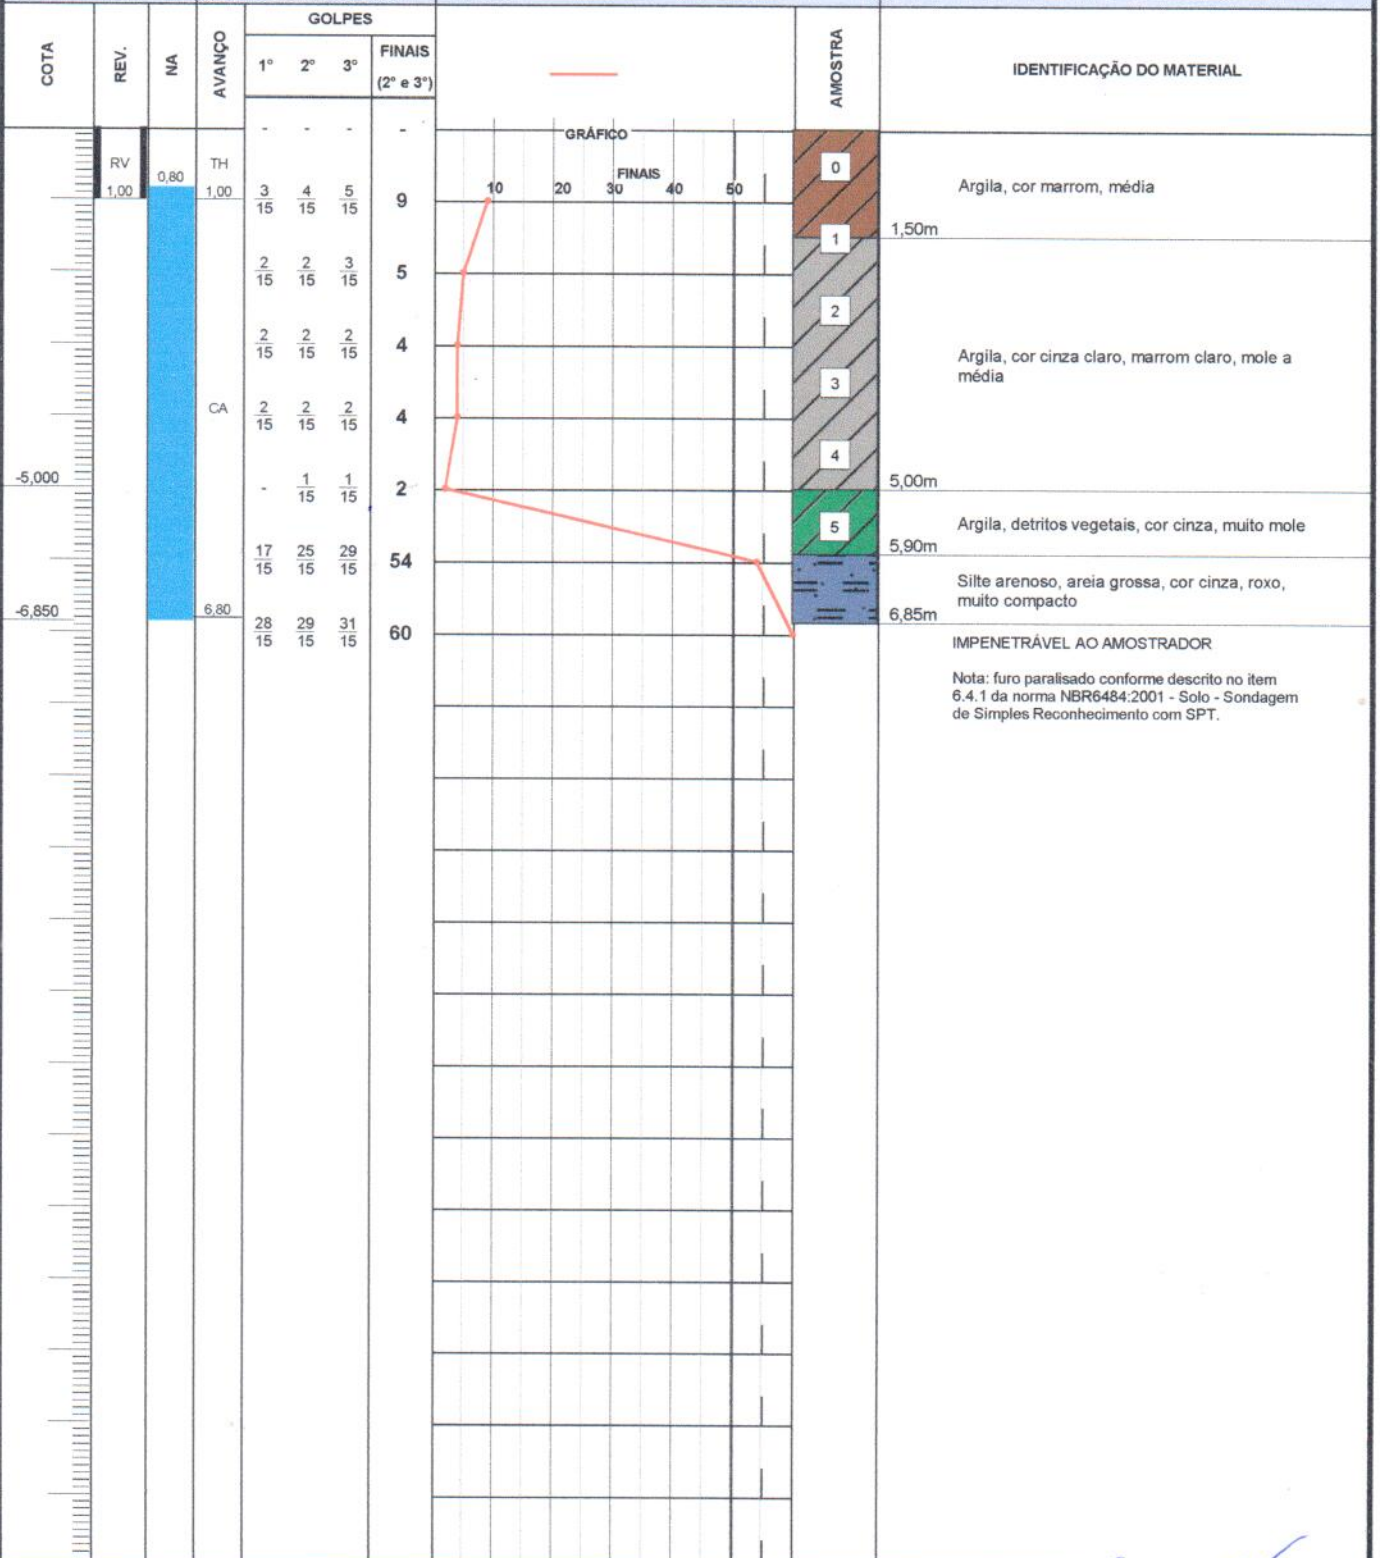 COTA
REV.
NA
AVANÇO
GOLPES
1° 2° 3°
FINAIS
(2° e 3°)
AMOSTRA
IDENTIFICAÇÃO DO MATERIAL
- - - -
GRÁFICO
FINAIS
10 20 30 40 50
RV
1,00
0,80
TH
1,00
3/15 4/15 5/15 9
2/15 2/15 3/15 5
2/15 2/15 2/15 4
CA
2/15 2/15 2/15 4
-5,000
- 1/15 1/15 2
17/15 25/15 29/15 54
-6,850
6,80
28/15 29/15 31/15 60
0
1
2
3
4
5
Argila, cor marrom, média
1,50m
Argila, cor cinza claro, marrom claro, mole a
média
5,00m
Argila, detritos vegetais, cor cinza, muito mole
5,90m
Silte arenoso, areia grossa, cor cinza, roxo,
muito compacto
6,85m
IMPENETRÁVEL AO AMOSTRADOR
Nota: furo paralisado conforme descrito no item
6.4.1 da norma NBR6484:2001 - Solo - Sondagem
de Simples Reconhecimento com SPT.